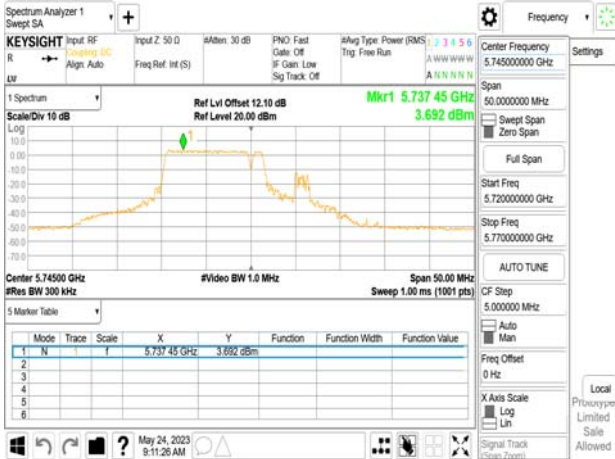 Spectrum Analyzer 1
Swept SA
+
Frequency
KEYSIGHT
R
LXI
Input: RF
Coupling: DC
Align: Auto
Input Z: 50 Ω
Freq Ref: Int (S)
#Atten: 30 dB
PNO: Fast
Gate: Off
IF Gain: Low
Sig Track: Off
#Avg Type: Power (RMS
Trig: Free Run
1 2 3 4 5 6
A W W W W W
A N N N N N
1 Spectrum
Scale/Div 10 dB
Ref Lvl Offset 12.10 dB
Ref Level 20.00 dBm
Mkr1 5.737 45 GHz
3.692 dBm
Log
10.0
0.00
-10.0
-20.0
-30.0
-40.0
-50.0
-60.0
-70.0
1
Center 5.74500 GHz
#Res BW 300 kHz
#Video BW 1.0 MHz
Span 50.00 MHz
Sweep 1.00 ms (1001 pts)
5 Marker Table
Mode Trace Scale X Y Function Function Width Function Value
1 N 1 f 5.737 45 GHz 3.692 dBm
2
3
4
5
6
May 24, 2023
9:11:26 AM
?
Center Frequency
5.745000000 GHz
Span
50.0000000 MHz
Swept Span
Zero Span
Full Span
Start Freq
5.720000000 GHz
Stop Freq
5.770000000 GHz
AUTO TUNE
CF Step
5.000000 MHz
Auto
Man
Freq Offset
0 Hz
X Axis Scale
Log
Lin
Signal Track
(Span Zoom)
Settings
Local
Prototype
Limited
Sale
Allowed